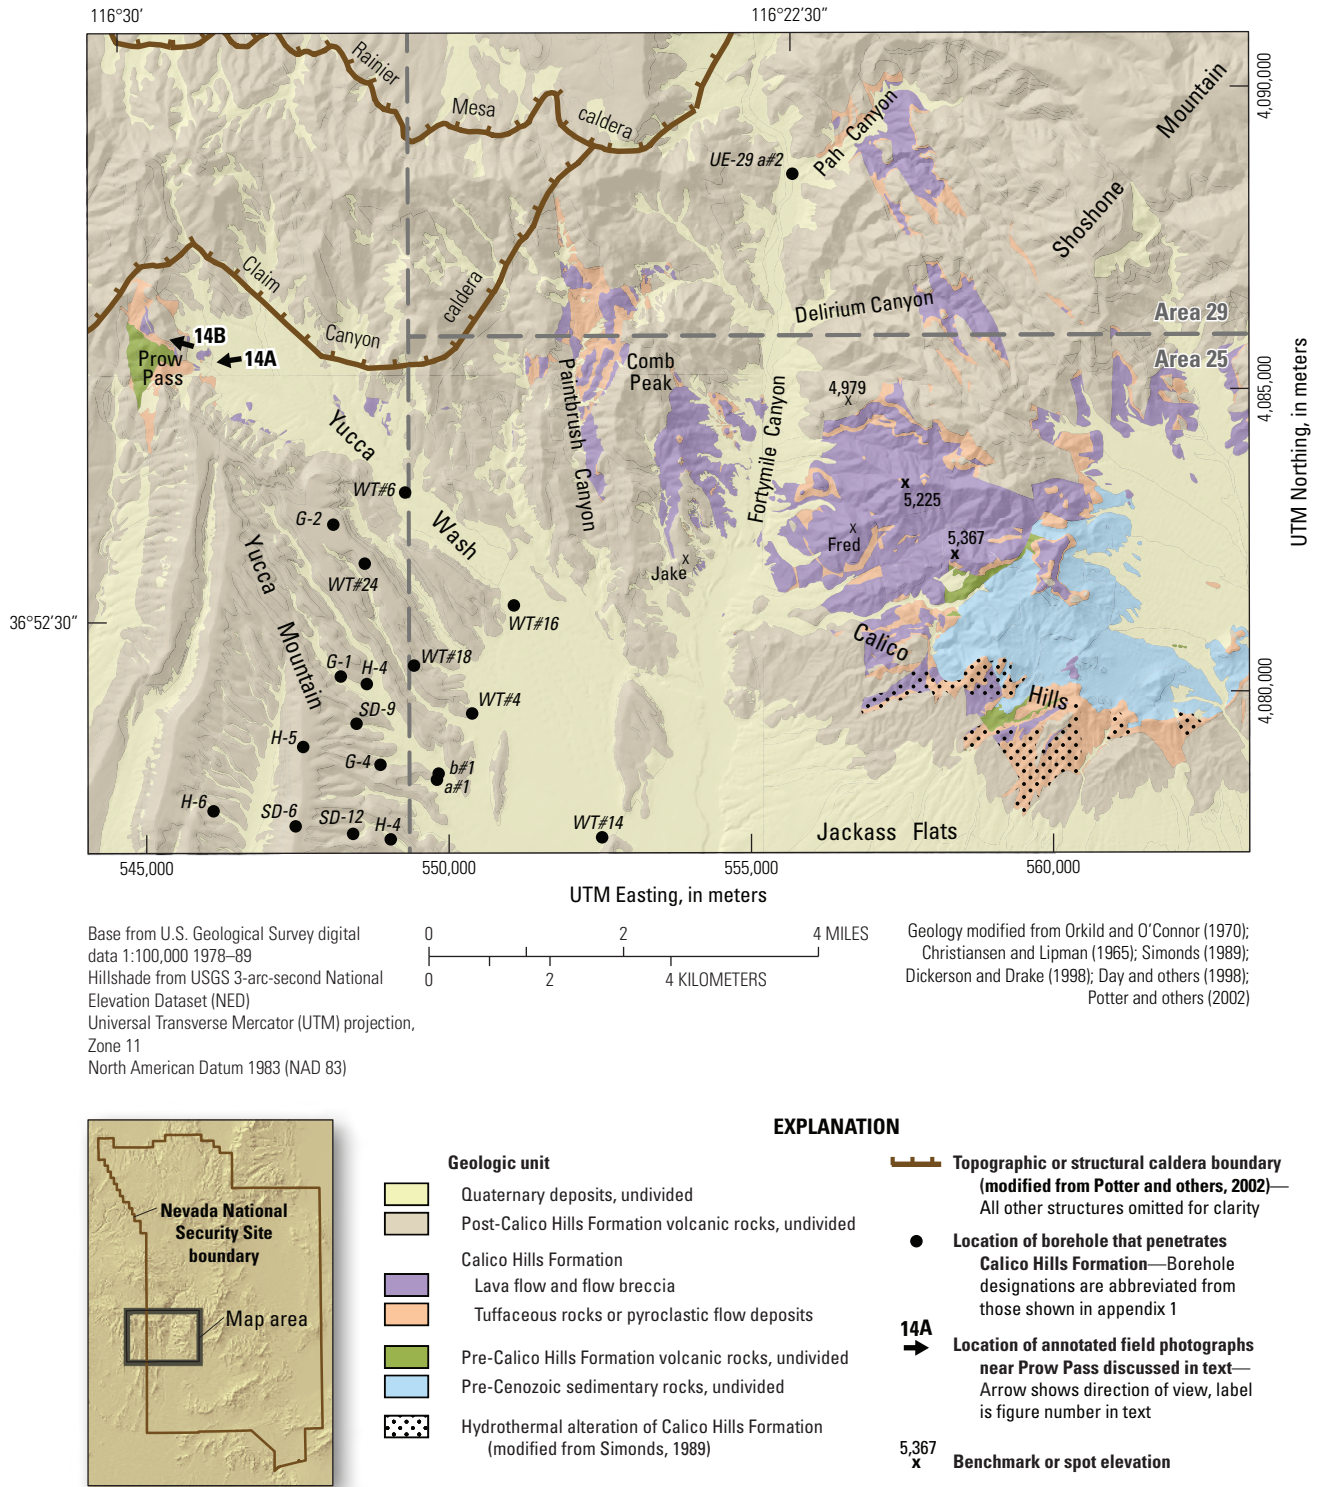 116°30'
116°22'30"
Rainier
Mesa
caldera
UE-29 a#2
Pah Canyon
Mountain
Shoshone
4,090,000
Claim
Canyon
caldera
Delirium Canyon
Area 29
Area 25
14B
14A
Prow
Pass
Paintbrush Canyon
Comb
Peak
Fortymile Canyon
4,979
4,085,000
UTM Northing, in meters
Yucca
Wash
WT#6
G-2
WT#24
5,225
5,367
Fred
Jake
Yucca
Mountain
36°52'30"
WT#16
Calico
Hills
G-1
H-4
WT#18
WT#4
SD-9
4,080,000
H-5
G-4
b#1
a#1
H-6
SD-6
SD-12
H-4
WT#14
Jackass Flats
545,000
550,000
555,000
560,000
UTM Easting, in meters
Base from U.S. Geological Survey digital
data 1:100,000 1978–89
Hillshade from USGS 3-arc-second National
Elevation Dataset (NED)
Universal Transverse Mercator (UTM) projection,
Zone 11
North American Datum 1983 (NAD 83)
0 2 4 MILES
0 2 4 KILOMETERS
Geology modified from Orkild and O’Connor (1970);
Christiansen and Lipman (1965); Simonds (1989);
Dickerson and Drake (1998); Day and others (1998);
Potter and others (2002)
Nevada National
Security Site
boundary
Map area
EXPLANATION
Geologic unit
Quaternary deposits, undivided
Post-Calico Hills Formation volcanic rocks, undivided
Calico Hills Formation
Lava flow and flow breccia
Tuffaceous rocks or pyroclastic flow deposits
Pre-Calico Hills Formation volcanic rocks, undivided
Pre-Cenozoic sedimentary rocks, undivided
Hydrothermal alteration of Calico Hills Formation
(modified from Simonds, 1989)
Topographic or structural caldera boundary
(modified from Potter and others, 2002)—
All other structures omitted for clarity
Location of borehole that penetrates
Calico Hills Formation—Borehole
designations are abbreviated from
those shown in appendix 1
14A
Location of annotated field photographs
near Prow Pass discussed in text—
Arrow shows direction of view, label
is figure number in text
5,367
x
Benchmark or spot elevation